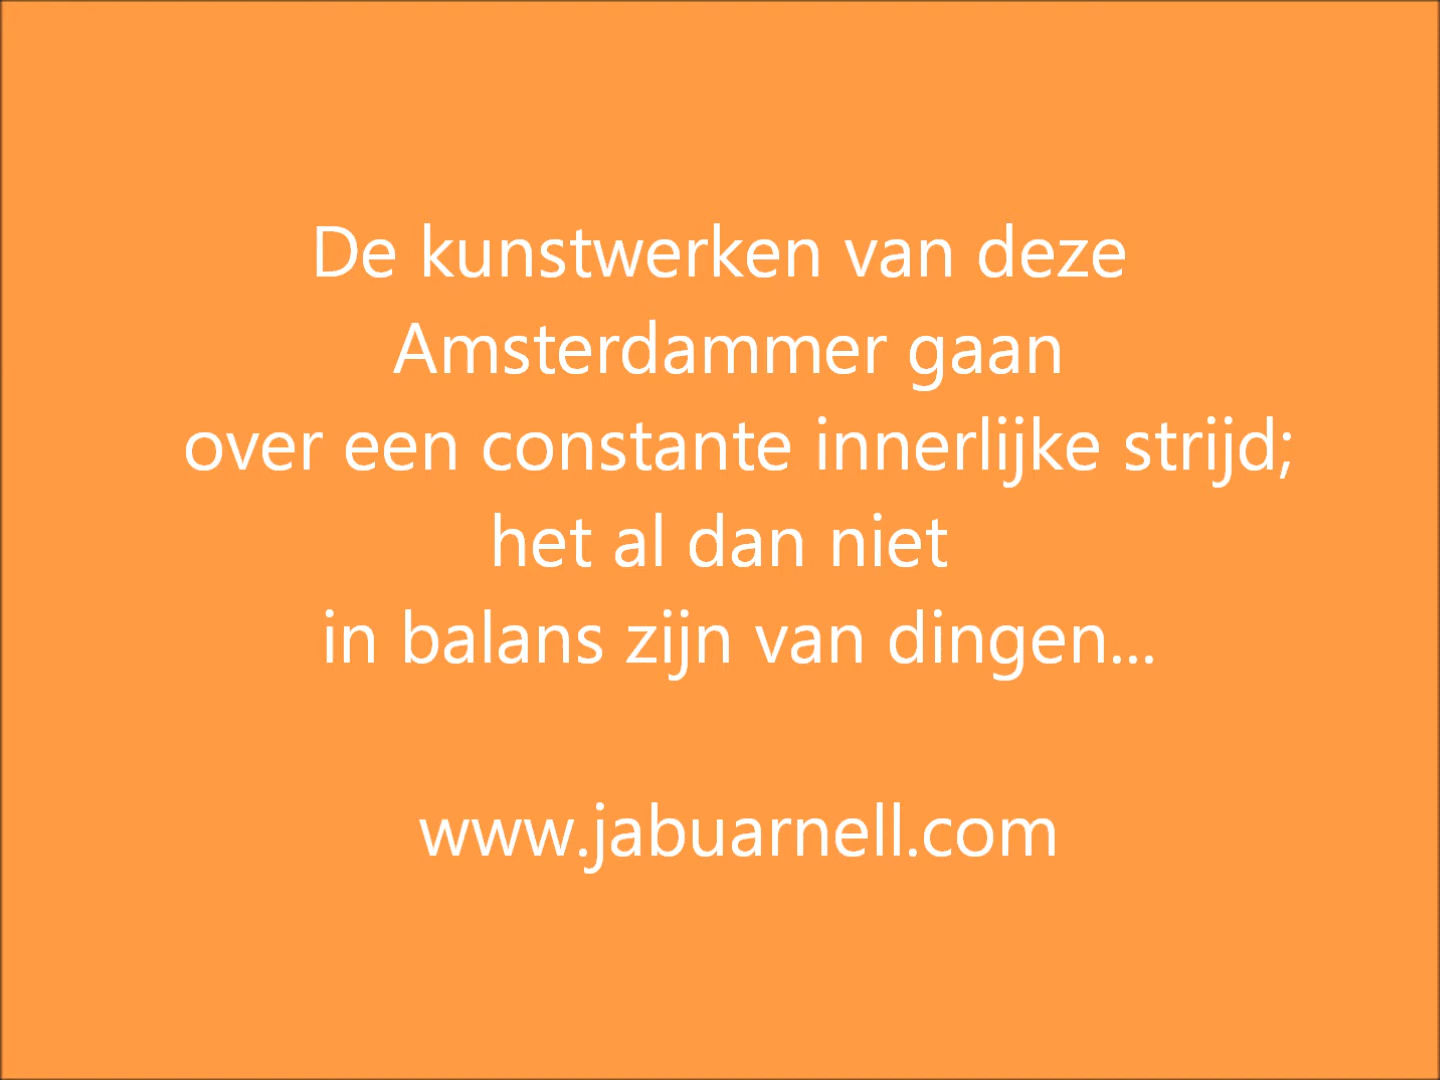 De kunstwerken van deze
Amsterdammer gaan
over een constante innerlijke strijd;
het al dan niet
in balans zijn van dingen...
www.jabuarnell.com